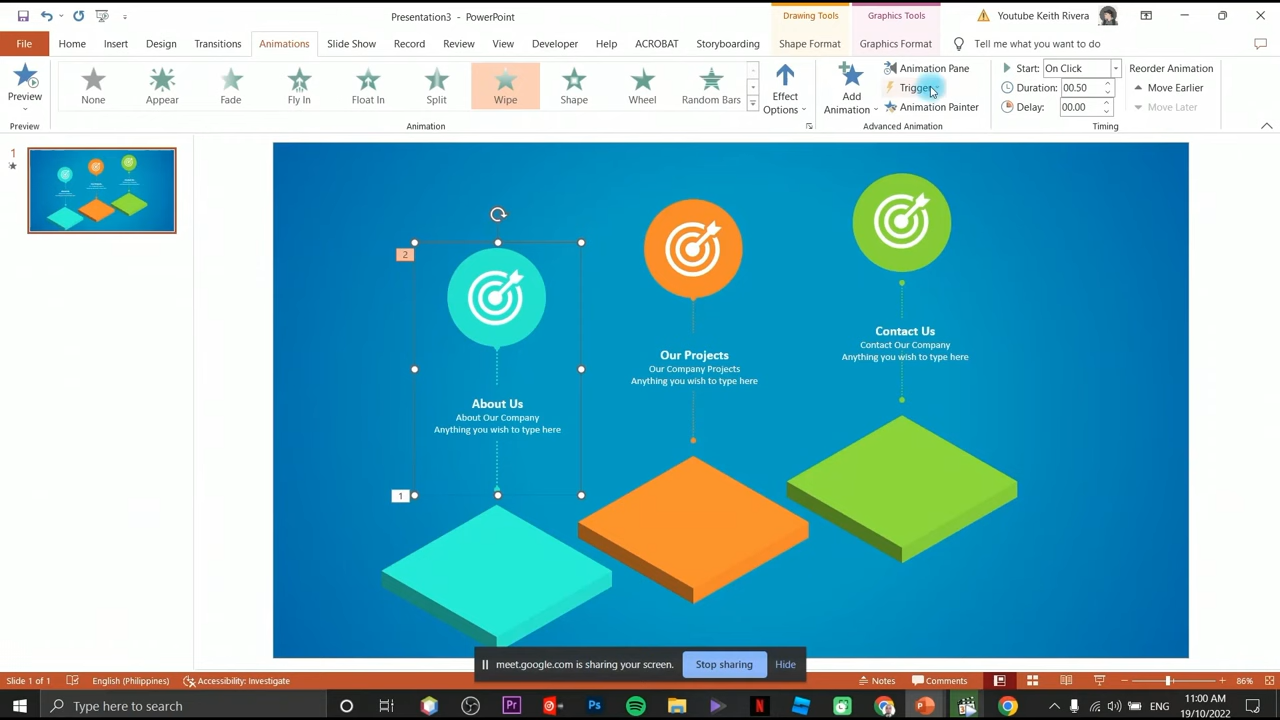 Presentation3 - PowerPoint
Drawing Tools
Graphics Tools
Youtube Keith Rivera
File
Home
Insert
Design
Transitions
Animations
Slide Show
Record
Review
View
Developer
Help
ACROBAT
Storyboarding
Shape Format
Graphics Format
Tell me what you want to do
Preview
None
Appear
Fade
Fly In
Float In
Split
Wipe
Shape
Wheel
Random Bars
Effect
Options
Add
Animation
Animation Pane
Trigger
Animation Painter
Start:
On Click
Duration:
00.50
Delay:
00.00
Reorder Animation
Move Earlier
Move Later
Preview
Animation
Advanced Animation
Timing
1
2
1
About Us
About Our Company
Anything you wish to type here
Our Projects
Our Company Projects
Anything you wish to type here
Contact Us
Contact Our Company
Anything you wish to type here
meet.google.com is sharing your screen.
Stop sharing
Hide
Slide 1 of 1
English (Philippines)
Accessibility: Investigate
Notes
Comments
86%
Type here to search
Pr
Ps
N
ENG
11:00 AM
19/10/2022